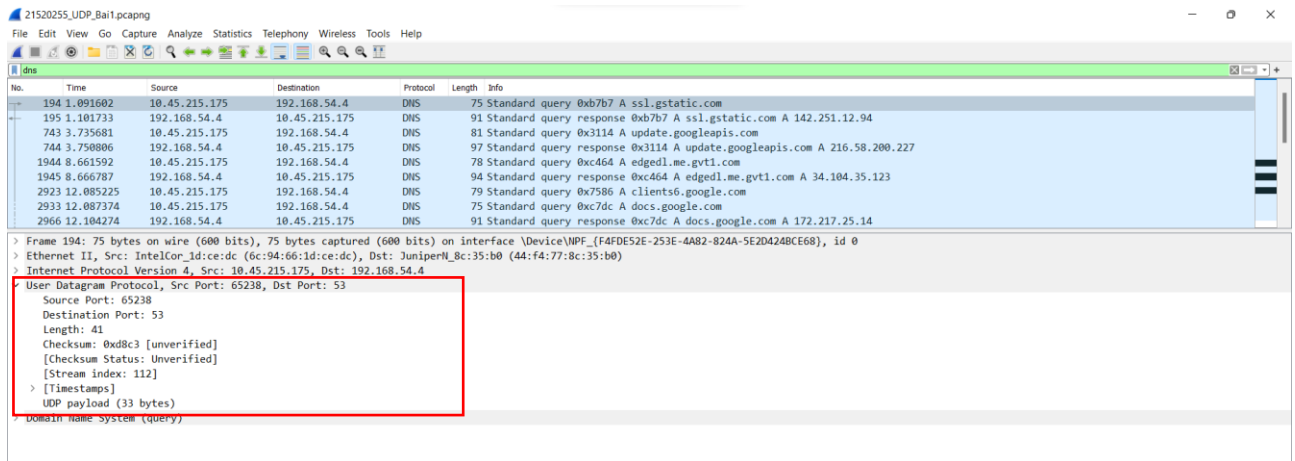 21520255_UDP_Bai1.pcapng
File Edit View Go Capture Analyze Statistics Telephony Wireless Tools Help
dns
No. Time Source Destination Protocol Length Info
194 1.091602 10.45.215.175 192.168.54.4 DNS 75 Standard query 0xb7b7 A ssl.gstatic.com
195 1.101733 192.168.54.4 10.45.215.175 DNS 91 Standard query response 0xb7b7 A ssl.gstatic.com A 142.251.12.94
743 3.735681 10.45.215.175 192.168.54.4 DNS 81 Standard query 0x3114 A update.googleapis.com
744 3.750806 192.168.54.4 10.45.215.175 DNS 97 Standard query response 0x3114 A update.googleapis.com A 216.58.200.227
1944 8.661592 10.45.215.175 192.168.54.4 DNS 78 Standard query 0xc464 A edgedl.me.gvt1.com
1945 8.666787 192.168.54.4 10.45.215.175 DNS 94 Standard query response 0xc464 A edgedl.me.gvt1.com A 34.104.35.123
2923 12.085225 10.45.215.175 192.168.54.4 DNS 79 Standard query 0x7586 A clients6.google.com
2933 12.087374 10.45.215.175 192.168.54.4 DNS 75 Standard query 0xc7dc A docs.google.com
2966 12.104274 192.168.54.4 10.45.215.175 DNS 91 Standard query response 0xc7dc A docs.google.com A 172.217.25.14
> Frame 194: 75 bytes on wire (600 bits), 75 bytes captured (600 bits) on interface \Device\NPF_{F4FDE52E-253E-4A82-824A-5E2D424BCE68}, id 0
> Ethernet II, Src: IntelCor_1d:ce:dc (6c:94:66:1d:ce:dc), Dst: JuniperN_8c:35:b0 (44:f4:77:8c:35:b0)
> Internet Protocol Version 4, Src: 10.45.215.175, Dst: 192.168.54.4
User Datagram Protocol, Src Port: 65238, Dst Port: 53
Source Port: 65238
Destination Port: 53
Length: 41
Checksum: 0xd8c3 [unverified]
[Checksum Status: Unverified]
[Stream index: 112]
> [Timestamps]
UDP payload (33 bytes)
> Domain Name System (query)